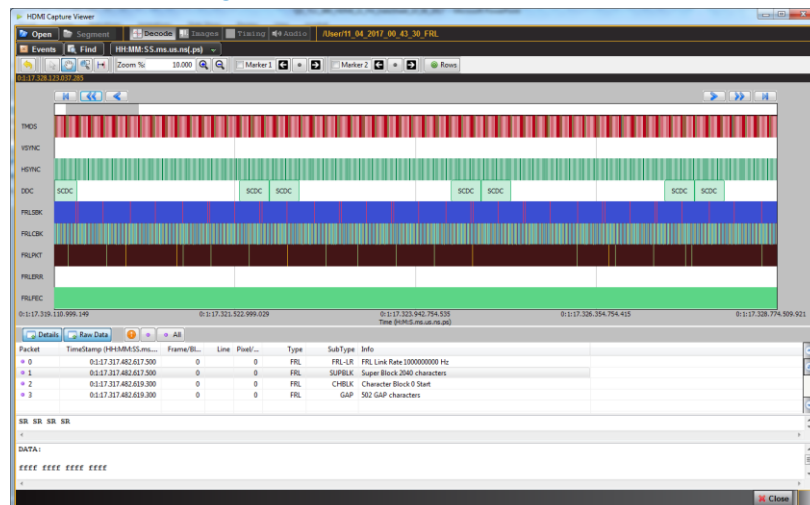 HDMI Capture Viewer
Open Segment Decode Images Timing Audio /User/11_04_2017_00_43_30_FRL
Events Find HH:MM:SS.ms.us.ns(.ps)
Zoom % 10.000 Marker 1 Marker 2 Rows
0:1:17.328.123.037.285
TMDS
VSYNC
HSYNC
DDC SCDC SCDC SCDC SCDC SCDC SCDC SCDC
FRLSBK
FRLCBK
FRLPKT
FRLERR
FRLFEC
0:1:17.319.110.999.149 0:1:17.321.522.999.029 0:1:17.323.942.754.535 0:1:17.326.354.754.415 0:1:17.328.774.509.921
Time (H:M:S.ms.us.ns.ps)
Details Raw Data All
Packet TimeStamp (HH:MM:SS.ms.... Frame/Bl... Line Pixel/... Type SubType Info
0 0:1:17.317.482.617.500 0 0 FRL FRL-LR FRL Link Rate 1000000000 Hz
1 0:1:17.317.482.617.500 0 0 FRL SUPBLK Super Block 2040 characters
2 0:1:17.317.482.619.300 0 0 FRL CHBLK Character Block 0 Start
3 0:1:17.317.482.619.300 0 0 FRL GAP 502 GAP characters
SR SR SR SR
DATA:
ffff ffff ffff ffff
Close